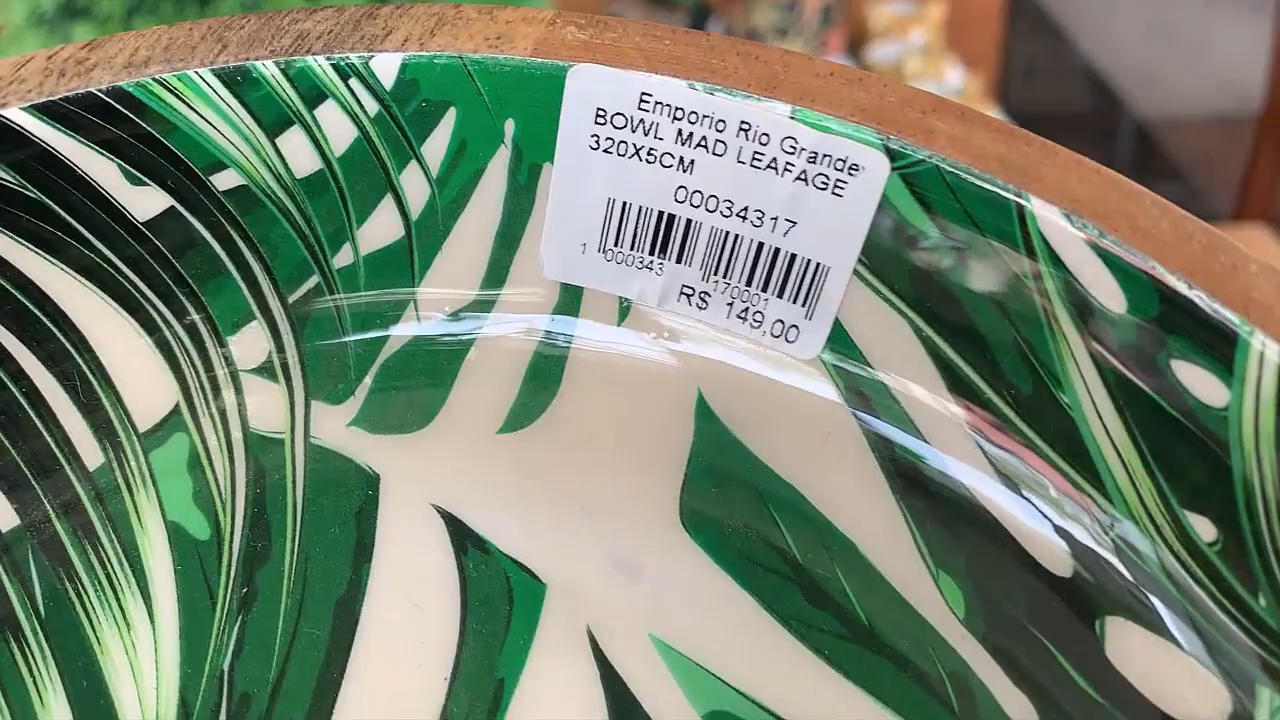 Emporio Rio Grande
BOWL MAD LEAFAGE
320X5CM
00034317
1 000343 170001
R$ 149,00